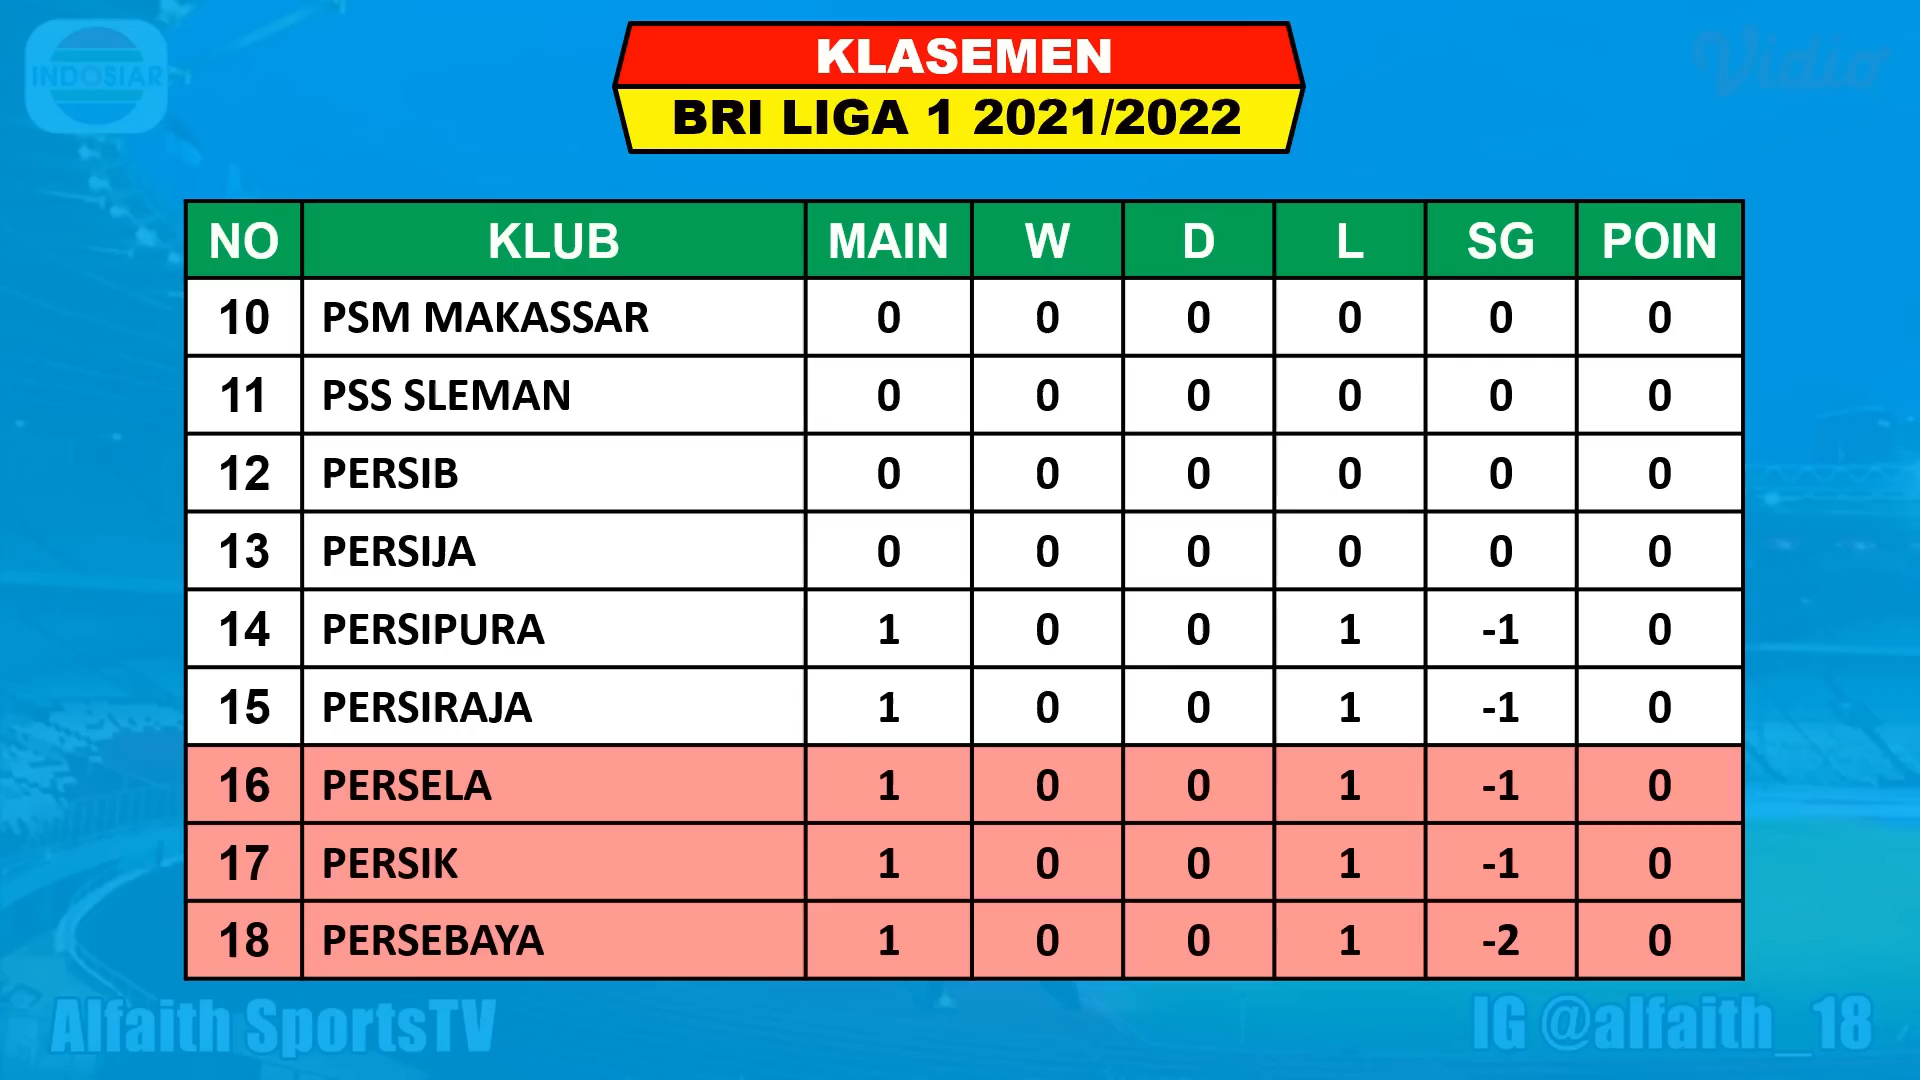 INDOSIAR
Vidio
KLASEMEN
BRI LIGA 1 2021/2022
NO KLUB MAIN W D L SG POIN
10 PSM MAKASSAR 0 0 0 0 0 0
11 PSS SLEMAN 0 0 0 0 0 0
12 PERSIB 0 0 0 0 0 0
13 PERSIJA 0 0 0 0 0 0
14 PERSIPURA 1 0 0 1 -1 0
15 PERSIRAJA 1 0 0 1 -1 0
16 PERSELA 1 0 0 1 -1 0
17 PERSIK 1 0 0 1 -1 0
18 PERSEBAYA 1 0 0 1 -2 0
Alfaith SportsTV
IG @alfaith_18